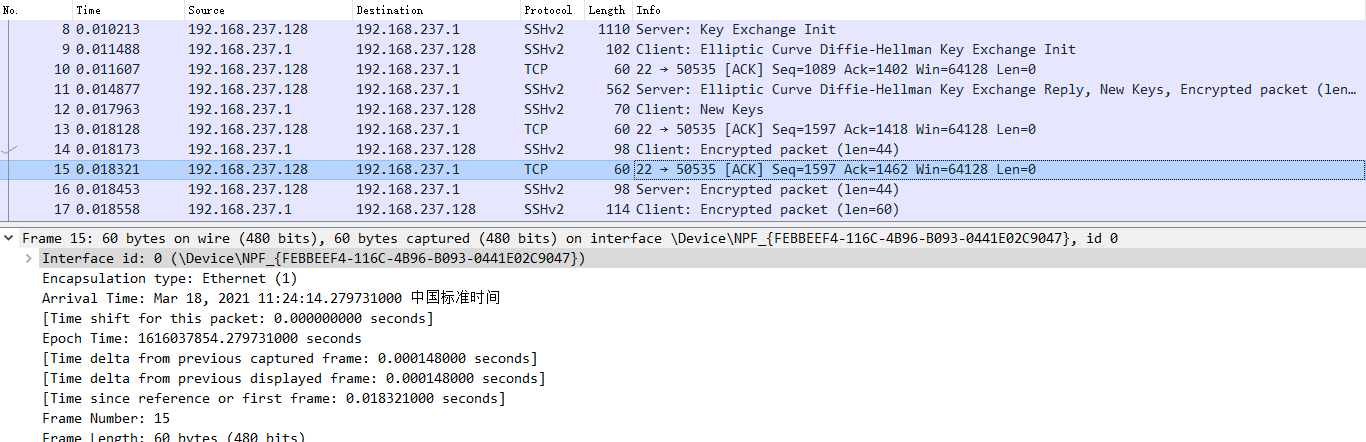 No. Time Source Destination Protocol Length Info
8 0.010213 192.168.237.128 192.168.237.1 SSHv2 1110 Server: Key Exchange Init
9 0.011488 192.168.237.1 192.168.237.128 SSHv2 102 Client: Elliptic Curve Diffie-Hellman Key Exchange Init
10 0.011607 192.168.237.128 192.168.237.1 TCP 60 22 → 50535 [ACK] Seq=1089 Ack=1402 Win=64128 Len=0
11 0.014877 192.168.237.128 192.168.237.1 SSHv2 562 Server: Elliptic Curve Diffie-Hellman Key Exchange Reply, New Keys, Encrypted packet (len…
12 0.017963 192.168.237.1 192.168.237.128 SSHv2 70 Client: New Keys
13 0.018128 192.168.237.128 192.168.237.1 TCP 60 22 → 50535 [ACK] Seq=1597 Ack=1418 Win=64128 Len=0
14 0.018173 192.168.237.1 192.168.237.128 SSHv2 98 Client: Encrypted packet (len=44)
15 0.018321 192.168.237.128 192.168.237.1 TCP 60 22 → 50535 [ACK] Seq=1597 Ack=1462 Win=64128 Len=0
16 0.018453 192.168.237.128 192.168.237.1 SSHv2 98 Server: Encrypted packet (len=44)
17 0.018558 192.168.237.1 192.168.237.128 SSHv2 114 Client: Encrypted packet (len=60)
Frame 15: 60 bytes on wire (480 bits), 60 bytes captured (480 bits) on interface \Device\NPF_{FEBBEEF4-116C-4B96-B093-0441E02C9047}, id 0
Interface id: 0 (\Device\NPF_{FEBBEEF4-116C-4B96-B093-0441E02C9047})
Encapsulation type: Ethernet (1)
Arrival Time: Mar 18, 2021 11:24:14.279731000 中国标准时间
[Time shift for this packet: 0.000000000 seconds]
Epoch Time: 1616037854.279731000 seconds
[Time delta from previous captured frame: 0.000148000 seconds]
[Time delta from previous displayed frame: 0.000148000 seconds]
[Time since reference or first frame: 0.018321000 seconds]
Frame Number: 15
Frame Length: 60 bytes (480 bits)